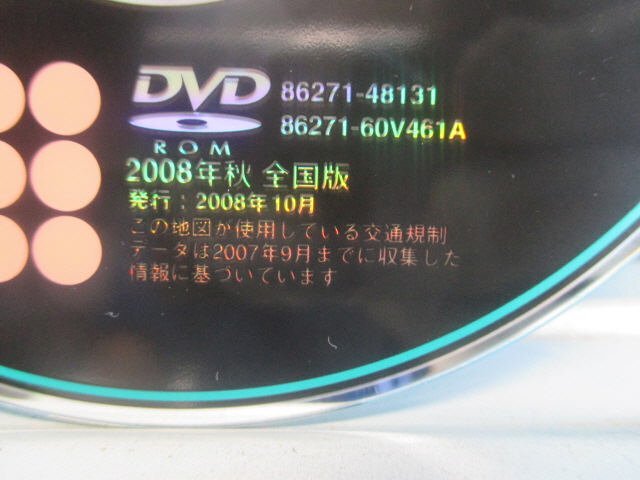 DVD 86271-48131
ROM 86271-60V461A
2008年秋 全国版
発行：2008年10月
この地図が使用している交通規制
データは2007年9月までに収集した
情報に基づいています